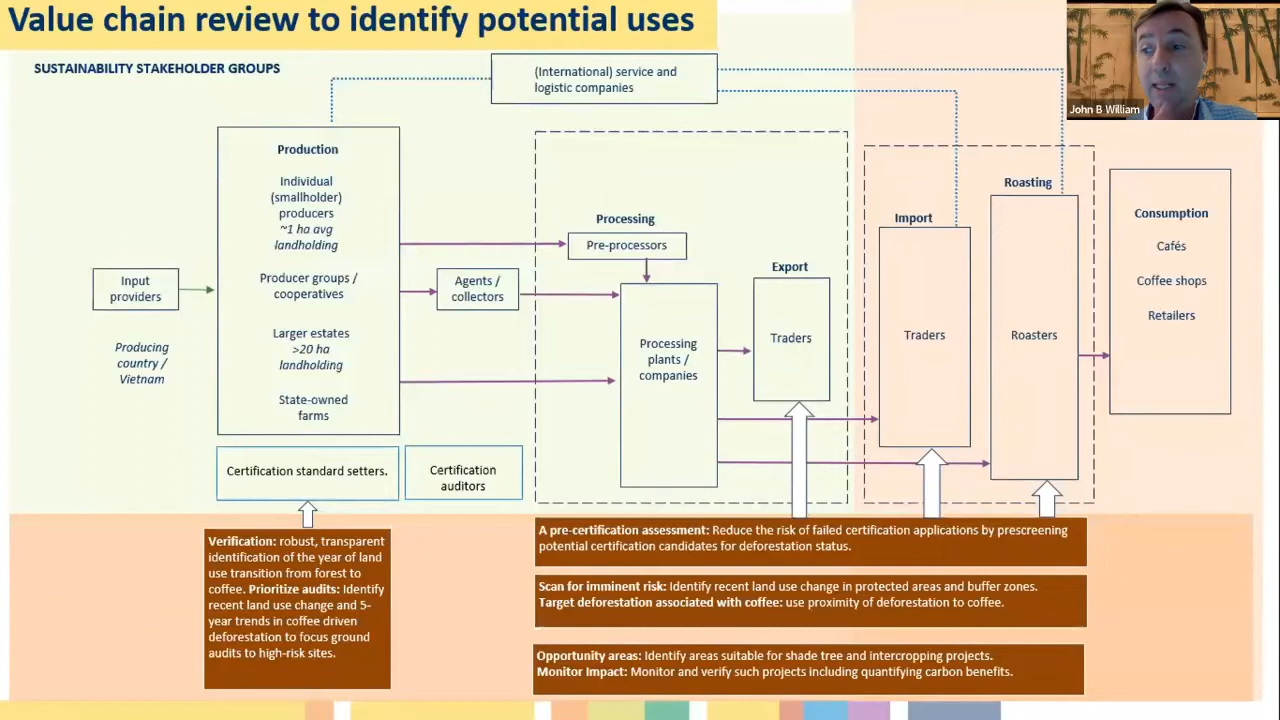 Value chain review to identify potential uses
SUSTAINABILITY STAKEHOLDER GROUPS
(International) service and
logistic companies
John B William
Production
Individual
(smallholder)
producers
~1 ha avg
landholding
Producer groups /
cooperatives
Larger estates
>20 ha
landholding
State-owned
farms
Input
providers
Producing
country /
Vietnam
Agents /
collectors
Processing
Pre-processors
Processing
plants /
companies
Export
Traders
Import
Traders
Roasting
Roasters
Consumption
Cafés
Coffee shops
Retailers
Certification standard setters.
Certification
auditors
Verification: robust, transparent
identification of the year of land
use transition from forest to
coffee. Prioritize audits: Identify
recent land use change and 5-
year trends in coffee driven
deforestation to focus ground
audits to high-risk sites.
A pre-certification assessment: Reduce the risk of failed certification applications by prescreening
potential certification candidates for deforestation status.
Scan for imminent risk: Identify recent land use change in protected areas and buffer zones.
Target deforestation associated with coffee: use proximity of deforestation to coffee.
Opportunity areas: Identify areas suitable for shade tree and intercropping projects.
Monitor Impact: Monitor and verify such projects including quantifying carbon benefits.